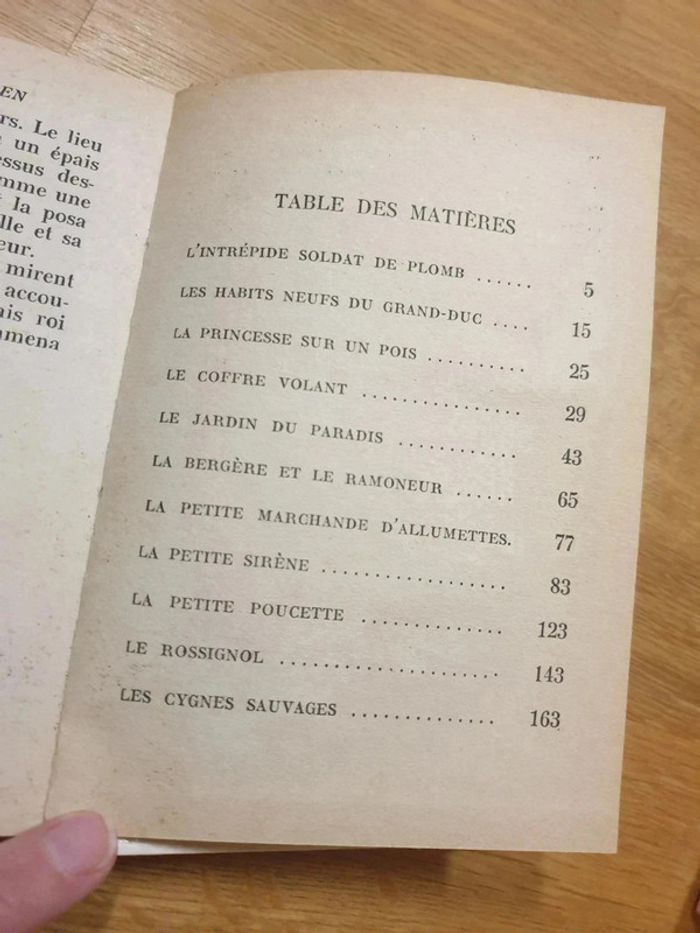 EN
rs. Le lieu
un épais
essus des-
mme une
la posa
lle et sa
eur.
mirent
accou-
ais roi
mena
TABLE DES MATIÈRES
L'INTRÉPIDE SOLDAT DE PLOMB ...... 5
LES HABITS NEUFS DU GRAND-DUC .... 15
LA PRINCESSE SUR UN POIS .......... 25
LE COFFRE VOLANT ................ 29
LE JARDIN DU PARADIS ............ 43
LA BERGÈRE ET LE RAMONEUR ...... 65
LA PETITE MARCHANDE D'ALLUMETTES. 77
LA PETITE SIRÈNE .................. 83
LA PETITE POUCETTE .............. 123
LE ROSSIGNOL ..................... 143
LES CYGNES SAUVAGES .............. 163